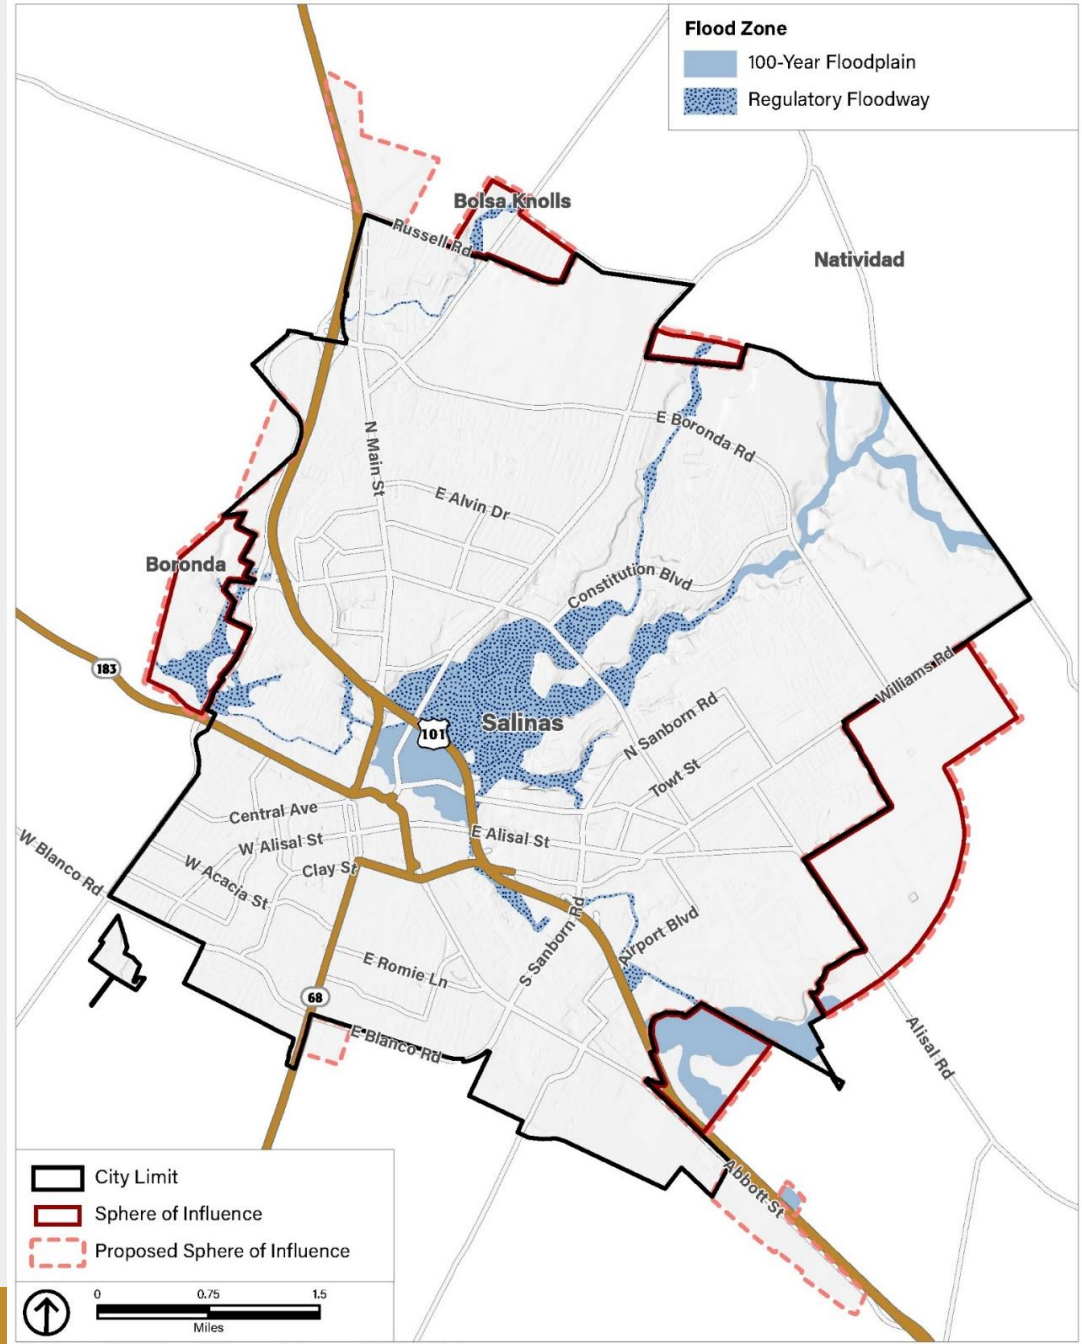 Flood Zone
100-Year Floodplain
Regulatory Floodway
Bolsa Knolls
Russell Rd
Natividad
E Boronda Rd
N Main St
E Alvin Dr
Boronda
Constitution Blvd
183
Williams Rd
101
Salinas
N Sanborn Rd
Towt St
Central Ave
W Alisal St
E Alisal St
W Blanco Rd
W Acacia St
Clay St
S Sanborn Rd
Airport Blvd
E Romie Ln
68
E Blanco Rd
Alisal Rd
Abbott St
City Limit
Sphere of Influence
Proposed Sphere of Influence
0 0.75 1.5
Miles